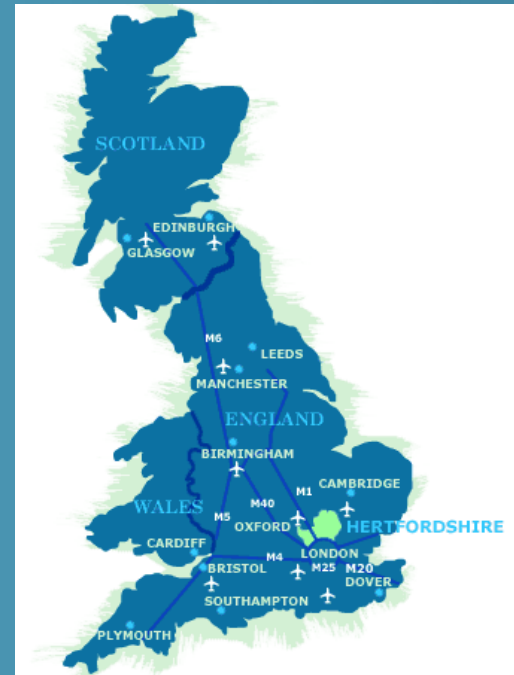 SCOTLAND
EDINBURGH
GLASGOW
M6
LEEDS
MANCHESTER
ENGLAND
BIRMINGHAM
CAMBRIDGE
M1
WALES
M40
M5
OXFORD
HERTFORDSHIRE
CARDIFF
LONDON
M4
BRISTOL
M25
M20
DOVER
SOUTHAMPTON
PLYMOUTH